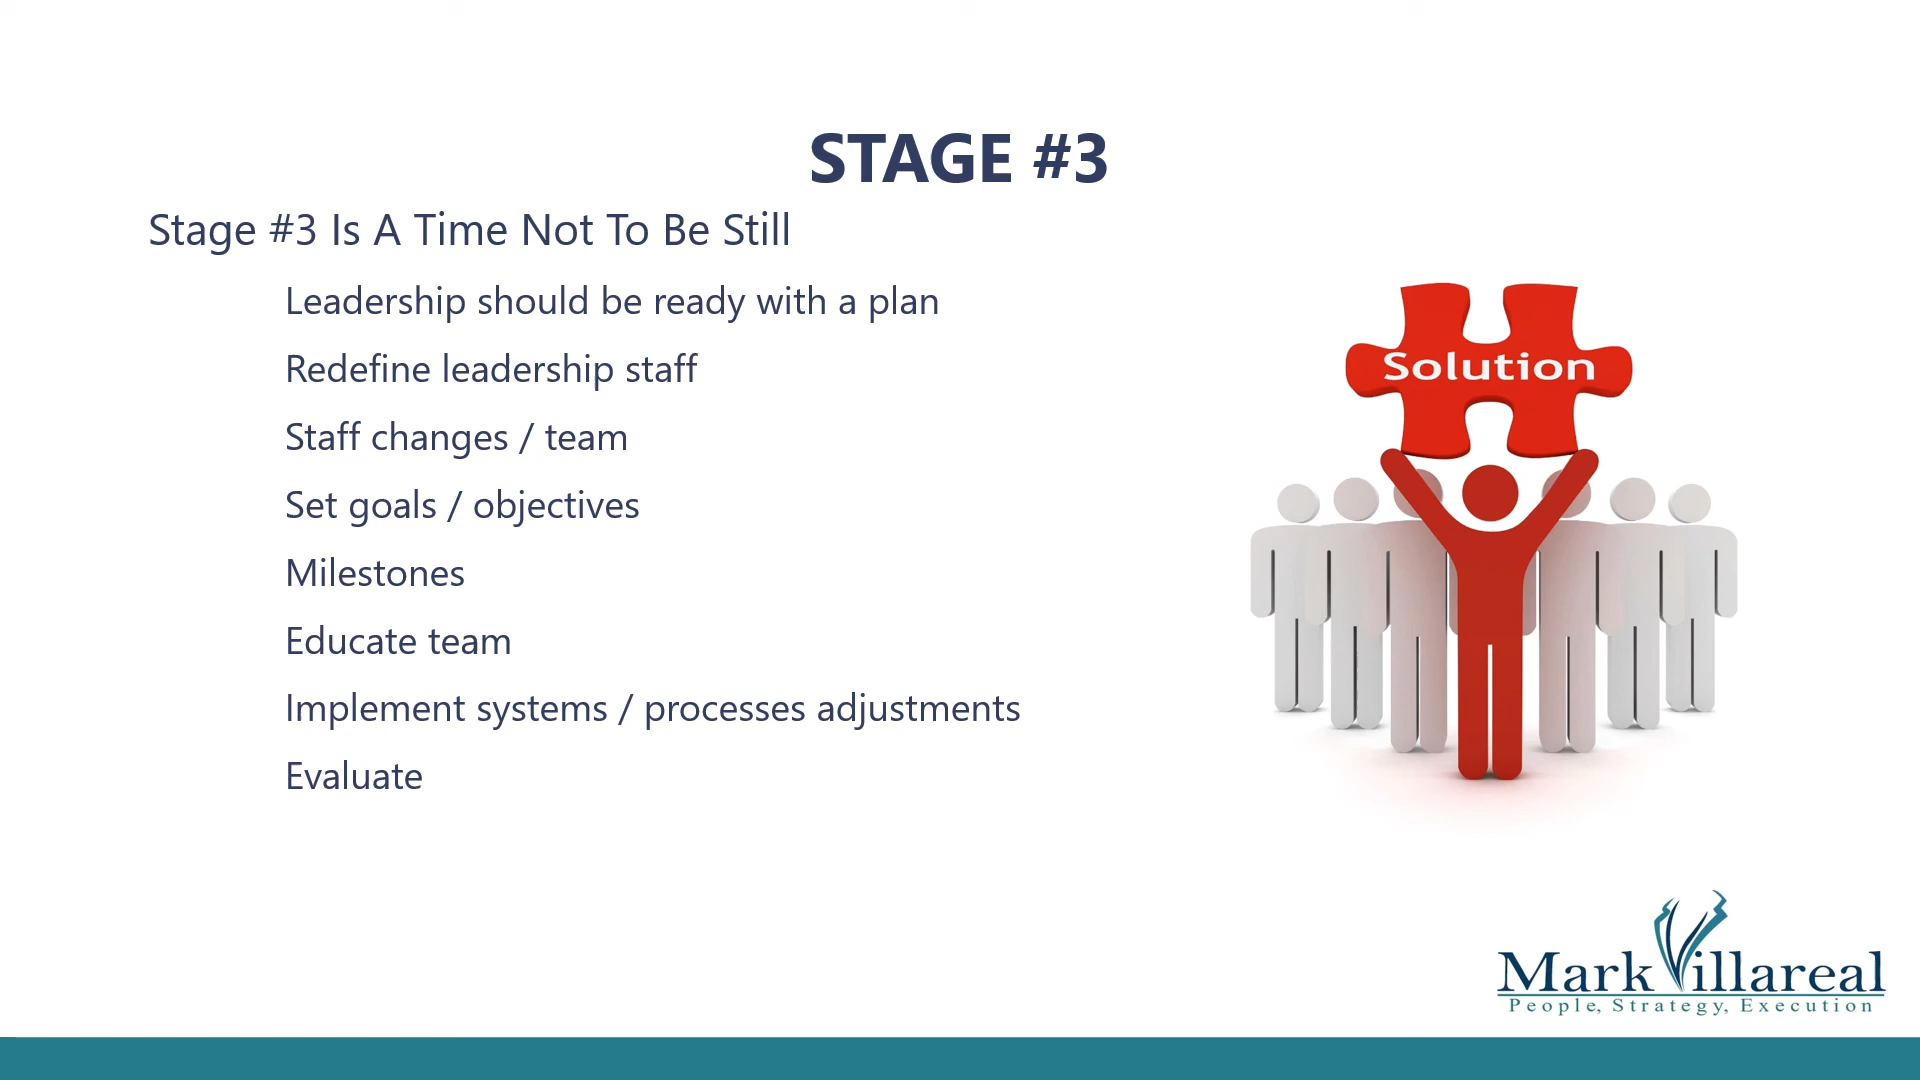 STAGE #3
Stage #3 Is A Time Not To Be Still
Leadership should be ready with a plan
Redefine leadership staff
Staff changes / team
Set goals / objectives
Milestones
Educate team
Implement systems / processes adjustments
Evaluate
Solution
Mark Villareal
People, Strategy, Execution